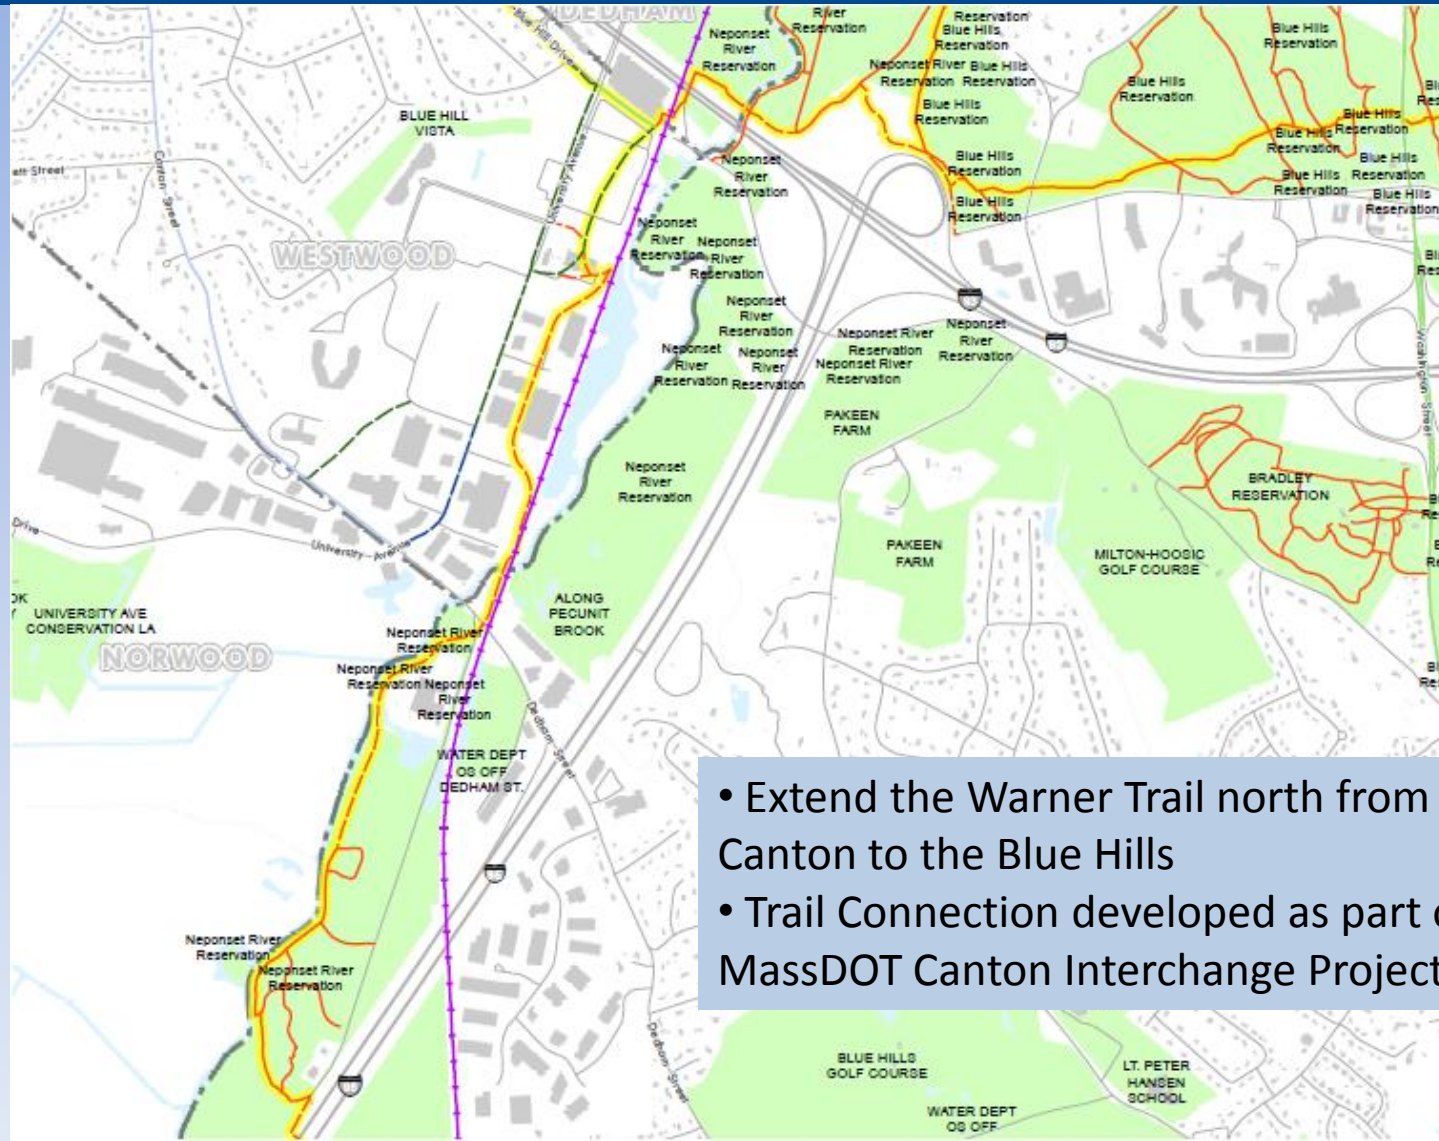 DEDHAM
Blue Hill Drive
Neponset
River
Reservation
River
Reservation
Reservation
Blue Hills
Reservation
Neponset River Blue Hills
Reservation Reservation
Blue Hills
Reservation
Blue Hills
Reservation
Blue Hills
Reservation
Blue Hills
Reservation
Blue Hills
Reservation
Blue Hills
Reservation
Blue Hills
Reservation
Blue Hills
Reservation
Blue Hills
Reservation
Blue Hills
Reservation
BLUE HILL
VISTA
Canton Street
University Avenue
WESTWOOD
Neponset
River
Reservation
Neponset
River
Reservation
Neponset
River
Reservation
Neponset
River
Reservation
Neponset
River
Reservation
Neponset
River
Reservation
Neponset River
Reservation
Neponset River
Reservation
Neponset
River
Reservation
Washington Street
PAKEEN
FARM
Neponset
River
Reservation
BRADLEY
RESERVATION
PAKEEN
FARM
MILTON-HOOSIC
GOLF COURSE
Drive
University Avenue
UNIVERSITY AVE
CONSERVATION LA
ALONG
PECUNIT
BROOK
NORWOOD
Neponset River
Reservation
Neponset River
Reservation
Neponset
River
Reservation
Dedham Street
WATER DEPT
OS OFF
DEDHAM ST.
• Extend the Warner Trail north from
Canton to the Blue Hills
• Trail Connection developed as part
MassDOT Canton Interchange Project
Neponset River
Reservation
Neponset River
Reservation
Dedham Street
BLUE HILLS
GOLF COURSE
LT. PETER
HANSEN
SCHOOL
WATER DEPT
OS OFF